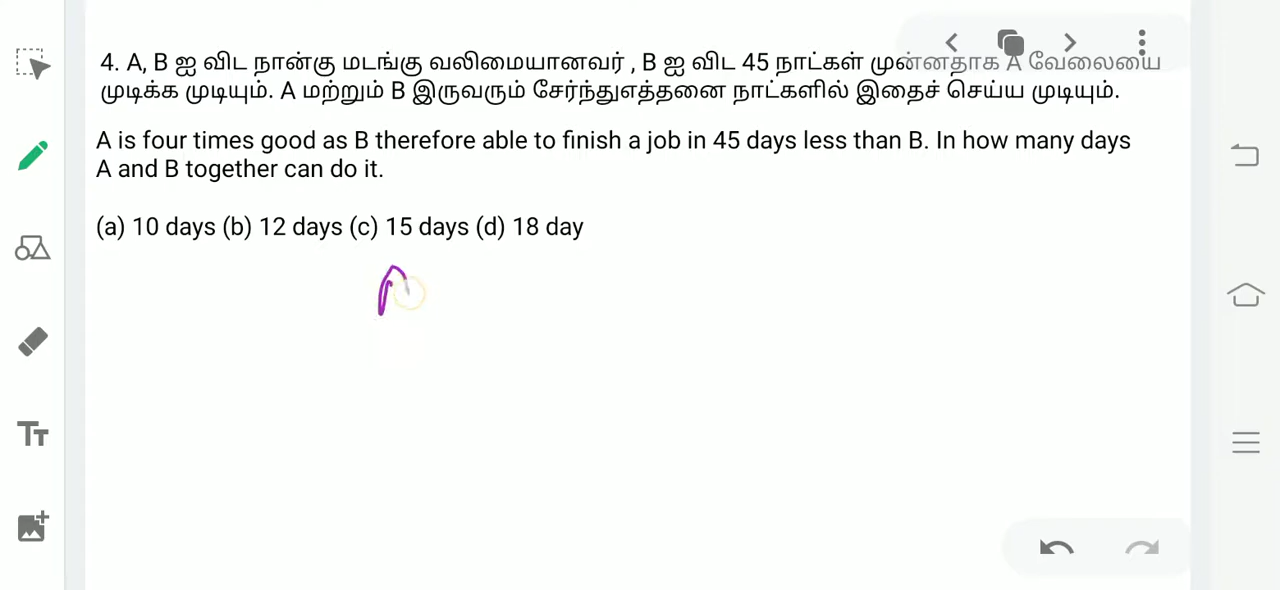 4. A, B ஐ விட நான்கு மடங்கு வலிமையானவர் , B ஐ விட 45 நாட்கள் முன்னதாக A வேலையை
முடிக்க முடியும். A மற்றும் B இருவரும் சேர்ந்துஎத்தனை நாட்களில் இதைச் செய்ய முடியும்.
A is four times good as B therefore able to finish a job in 45 days less than B. In how many days
A and B together can do it.
(a) 10 days (b) 12 days (c) 15 days (d) 18 day
TT